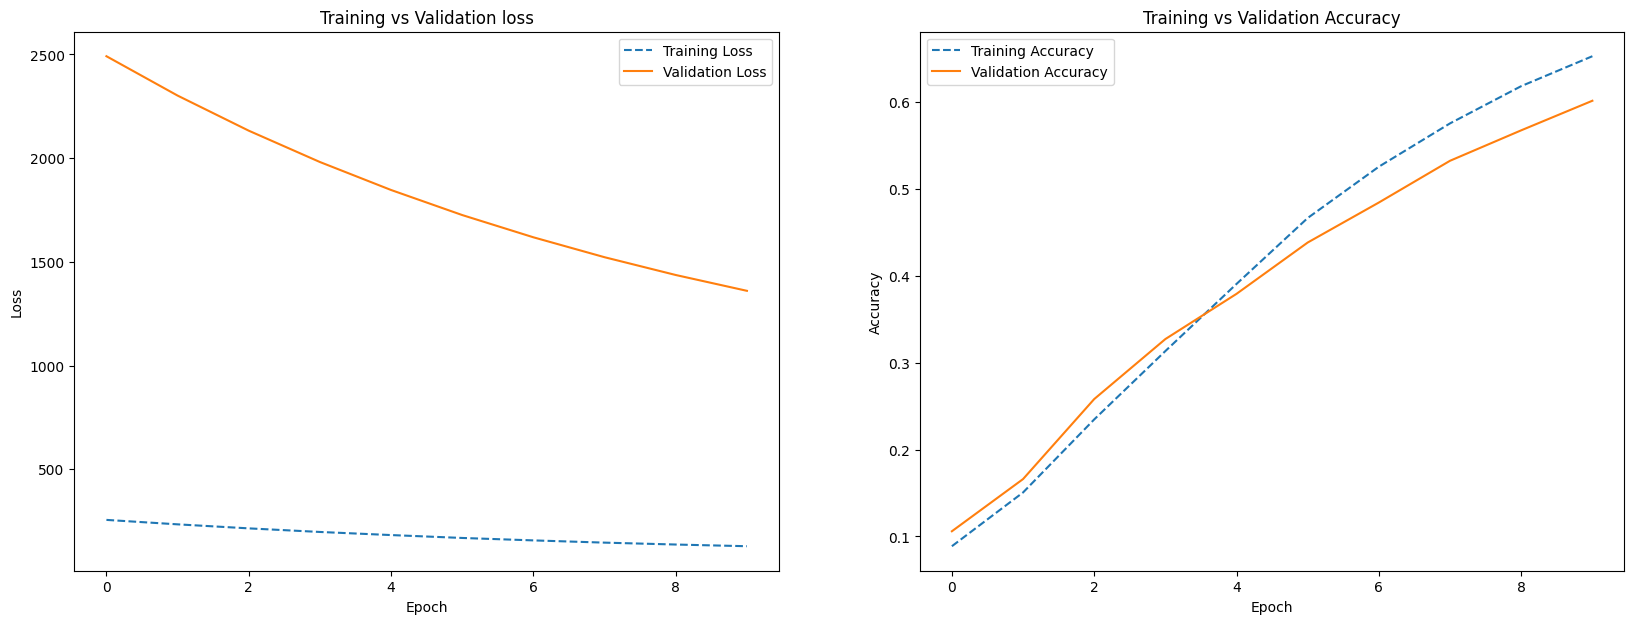 Training vs Validation loss
Training Loss
Validation Loss
2500
2000
1500
1000
500
Loss
0 2 4 6 8
Epoch
Training vs Validation Accuracy
Training Accuracy
Validation Accuracy
0.6
0.5
0.4
0.3
0.2
0.1
Accuracy
0 2 4 6 8
Epoch